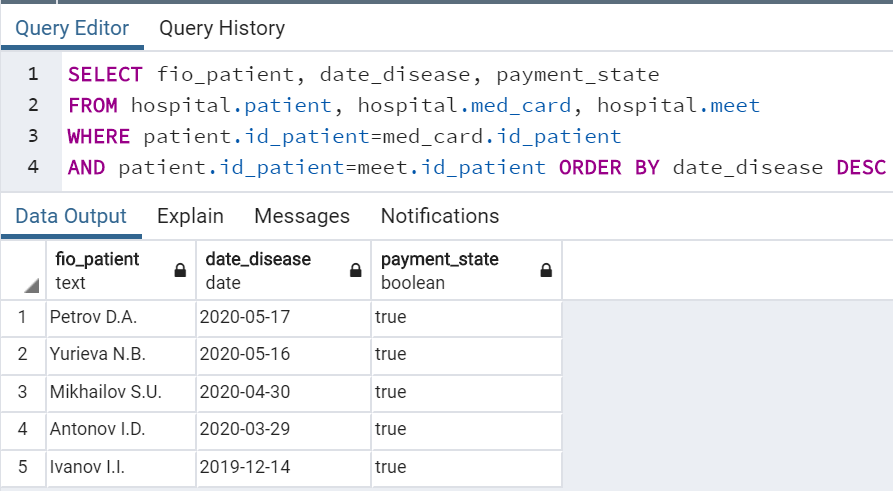 Query Editor Query History
1 SELECT fio_patient, date_disease, payment_state
2 FROM hospital.patient, hospital.med_card, hospital.meet
3 WHERE patient.id_patient=med_card.id_patient
4 AND patient.id_patient=meet.id_patient ORDER BY date_disease DESC
Data Output Explain Messages Notifications
fio_patient date_disease payment_state
text date boolean
1 Petrov D.A. 2020-05-17 true
2 Yurieva N.B. 2020-05-16 true
3 Mikhailov S.U. 2020-04-30 true
4 Antonov I.D. 2020-03-29 true
5 Ivanov I.I. 2019-12-14 true